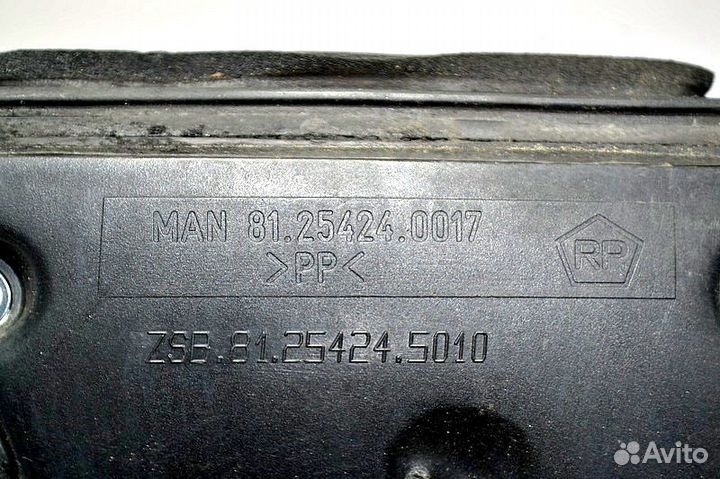 MAN 81.25424.0017
>PP<
RP
ZSB.81.25424.5010
Avito